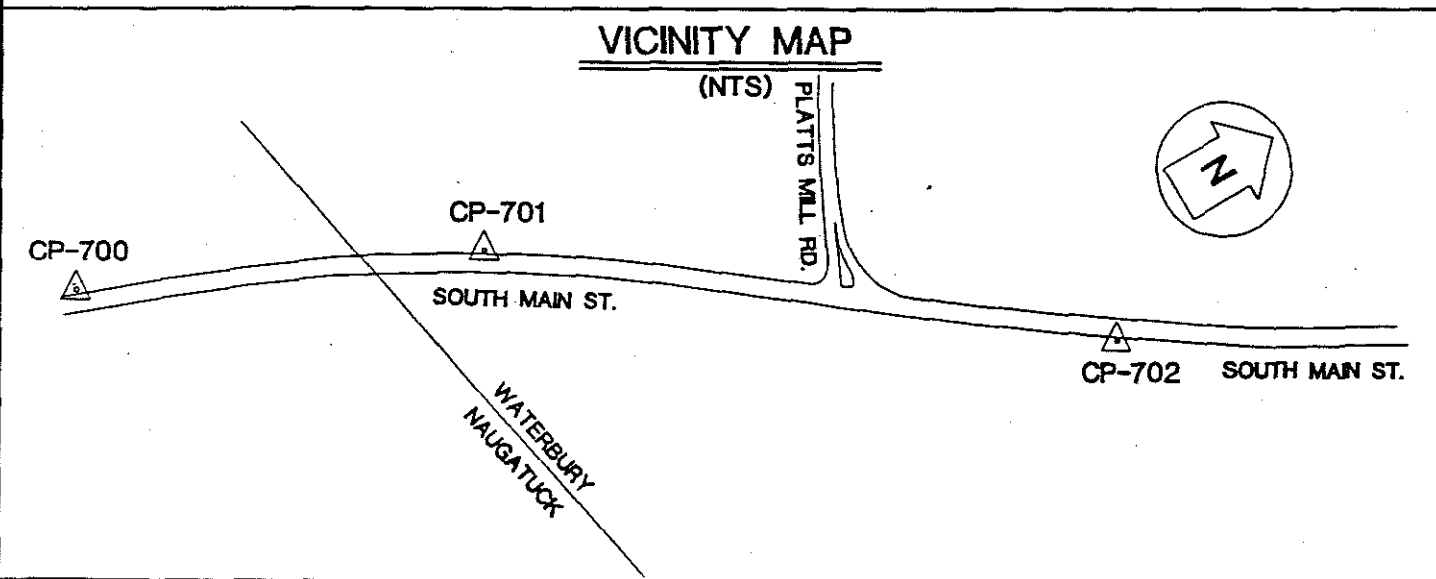 VICINITY MAP
(NTS)
PLATTS MILL RD.
N
CP-701
CP-700
SOUTH MAIN ST.
CP-702
SOUTH MAIN ST.
WATERBURY
NAUGATUCK